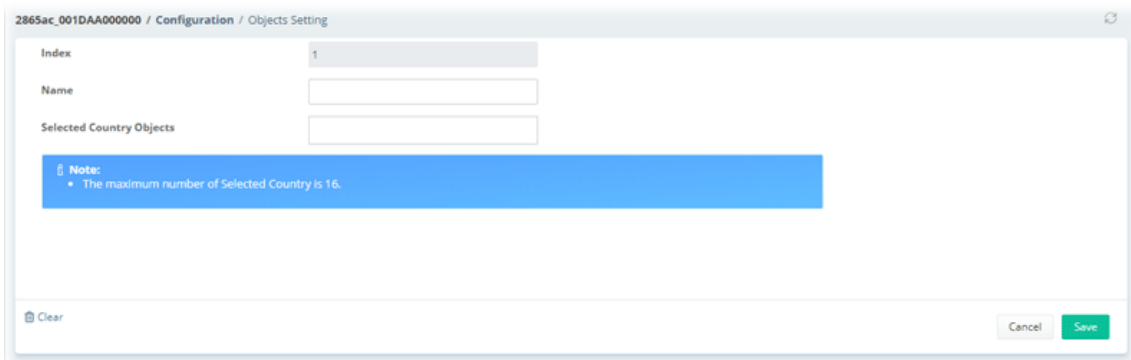 2865ac_001DAA000000 / Configuration / Objects Setting
Index 1
Name
Selected Country Objects
Note:
• The maximum number of Selected Country is 16.
Clear Cancel Save